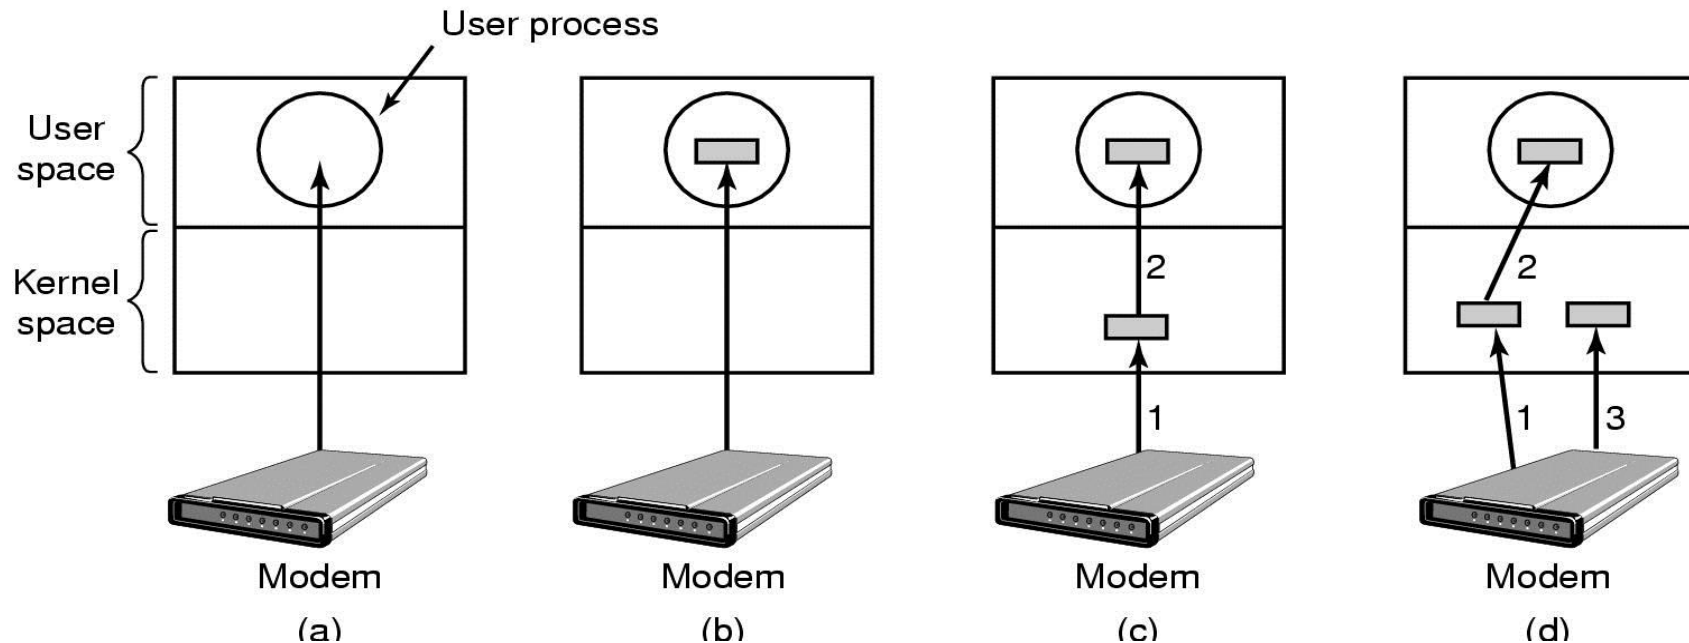 User process
User
space
Kernel
space
2
2
1
1
3
Modem
Modem
Modem
Modem
(a)
(b)
(c)
(d)